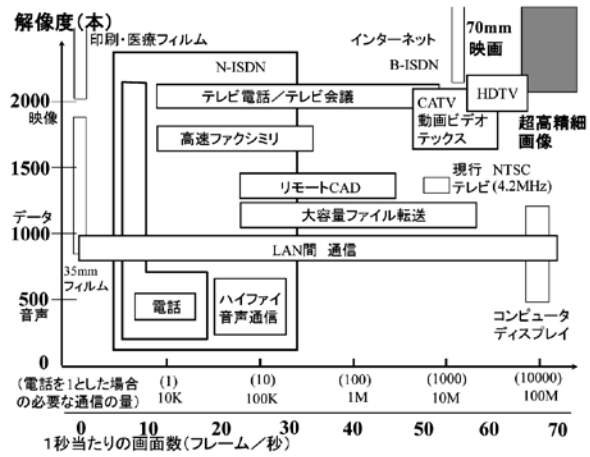 解像度(本)
印刷・医療フィルム
インターネット
70mm
映画
N-ISDN
B-ISDN
テレビ電話/テレビ会議
HDTV
CATV
動画ビデオ
テックス
超高精細
画像
2000
映像
高速ファクシミリ
1500
現行 NTSC
テレビ(4.2MHz)
リモートCAD
データ
大容量ファイル転送
1000
LAN間 通信
35mm
フィルム
500
音声
電話
ハイファイ
音声通信
コンピュータ
ディスプレイ
0
(電話を1とした場合
の必要な通信の量)
(1) (10) (100) (1000) (10000)
10K 100K 1M 10M 100M
0 10 20 30 40 50 60 70
1秒当たりの画面数(フレーム/秒)